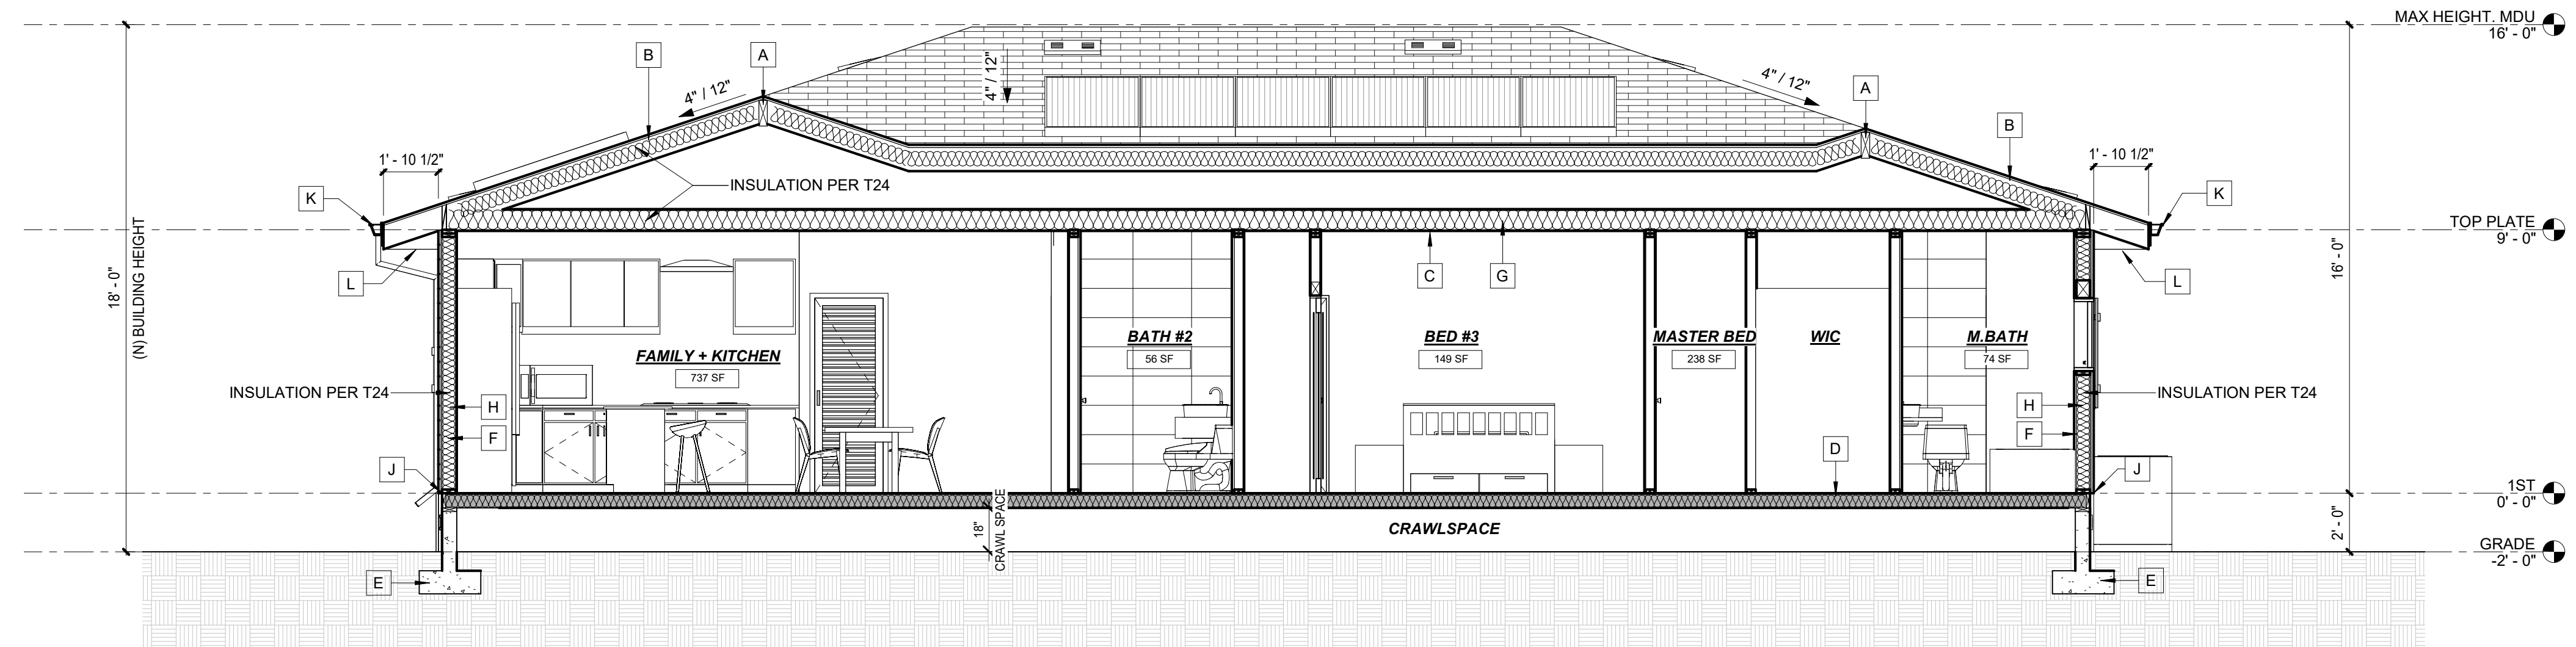 MAX HEIGHT. MDU
16' - 0"
B
A
4" / 12"
4" / 12"
4" / 12"
A
B
1' - 10 1/2"
1' - 10 1/2"
INSULATION PER T24
K
K
TOP PLATE
9' - 0"
18' - 0"
(N) BUILDING HEIGHT
16' - 0"
L
C
G
L
FAMILY + KITCHEN
737 SF
BATH #2
56 SF
BED #3
149 SF
MASTER BED
238 SF
WIC
M.BATH
74 SF
INSULATION PER T24
H
F
H
F
INSULATION PER T24
J
D
J
1ST
0' - 0"
18"
CRAWL SPACE
CRAWLSPACE
2' - 0"
GRADE
-2' - 0"
E
E